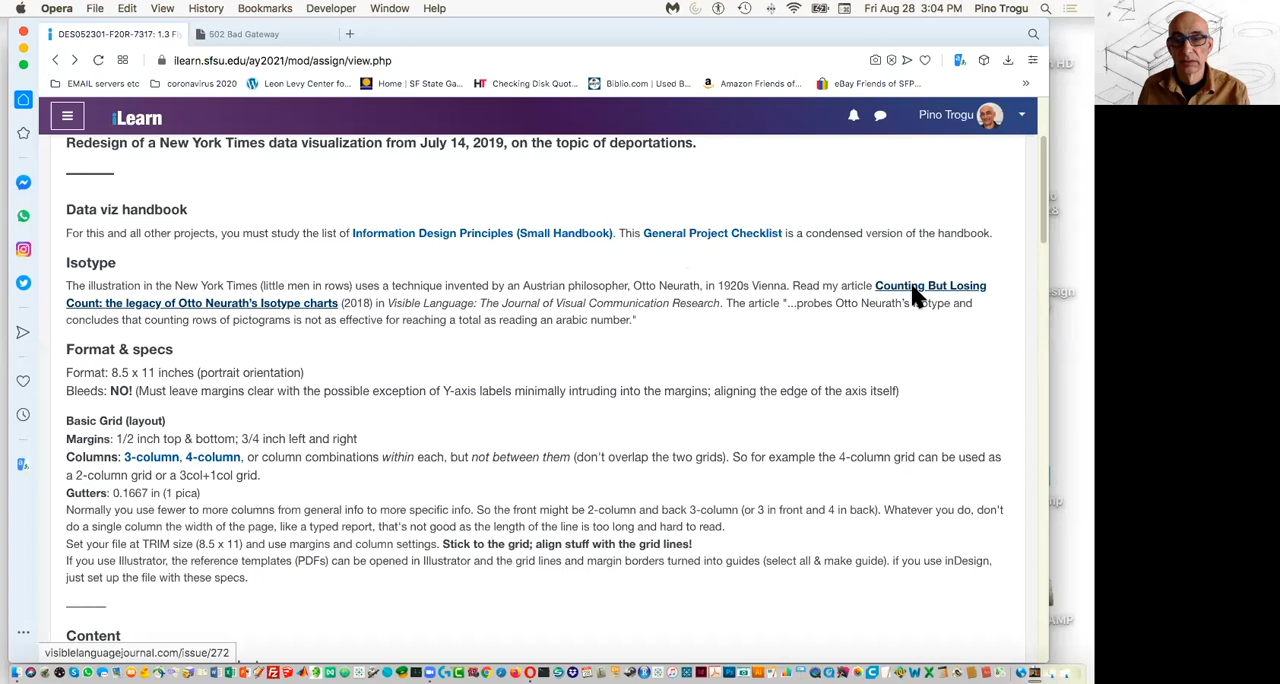 Opera File Edit View History Bookmarks Developer Window Help Fri Aug 28 3:04 PM Pino Trogu
DES052301-F20R-7317: 1.3 Fi 502 Bad Gateway
ilearn.sfsu.edu/ay2021/mod/assign/view.php
EMAIL servers etc coronavirus 2020 Leon Levy Center fo... Home | SF State Ga... HT Checking Disk Quot... Biblio.com | Used B... Amazon Friends of... eBay Friends of SFP... »
iLearn Pino Trogu
Redesign of a New York Times data visualization from July 14, 2019, on the topic of deportations.
Data viz handbook
For this and all other projects, you must study the list of Information Design Principles (Small Handbook). This General Project Checklist is a condensed version of the handbook.
Isotype
The illustration in the New York Times (little men in rows) uses a technique invented by an Austrian philosopher, Otto Neurath, in 1920s Vienna. Read my article Counting But Losing
Count: the legacy of Otto Neurath's Isotype charts (2018) in Visible Language: The Journal of Visual Communication Research. The article "...probes Otto Neurath's Isotype and
concludes that counting rows of pictograms is not as effective for reaching a total as reading an arabic number."
Format & specs
Format: 8.5 x 11 inches (portrait orientation)
Bleeds: NO! (Must leave margins clear with the possible exception of Y-axis labels minimally intruding into the margins; aligning the edge of the axis itself)
Basic Grid (layout)
Margins: 1/2 inch top & bottom; 3/4 inch left and right
Columns: 3-column, 4-column, or column combinations within each, but not between them (don't overlap the two grids). So for example the 4-column grid can be used as
a 2-column grid or a 3col+1col grid.
Gutters: 0.1667 in (1 pica)
Normally you use fewer to more columns from general info to more specific info. So the front might be 2-column and back 3-column (or 3 in front and 4 in back). Whatever you do, don't
do a single column the width of the page, like a typed report, that's not good as the length of the line is too long and hard to read.
Set your file at TRIM size (8.5 x 11) and use margins and column settings. Stick to the grid; align stuff with the grid lines!
If you use Illustrator, the reference templates (PDFs) can be opened in Illustrator and the grid lines and margin borders turned into guides (select all & make guide). if you use inDesign,
just set up the file with these specs.
Content
visiblelanguagejournal.com/issue/272